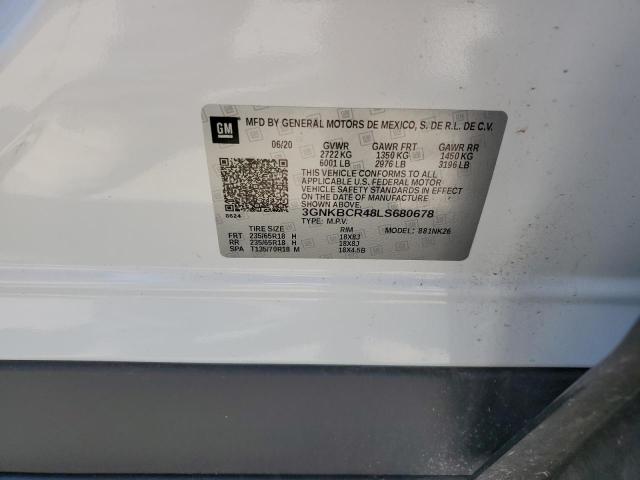 GM MFD BY GENERAL MOTORS DE MEXICO, S. DE R.L. DE C.V.
06/20 GVWR GAWR FRT GAWR RR
2722 KG 1350 KG 1450 KG
6001 LB 2976 LB 3196 LB
THIS VEHICLE CONFORMS TO ALL APPLICABLE U.S. FEDERAL MOTOR VEHICLE SAFETY STANDARDS IN EFFECT ON THE DATE OF MANUFACTURE SHOWN ABOVE.
8624 3GNKBCR48LS680678
TYPE: M.P.V.
TIRE SIZE RIM MODEL: 881NK26
FRT 235/65R18 H 18X8J
RR 235/65R18 H 18X8J
SPA T135/70R18 M 18X4.5B